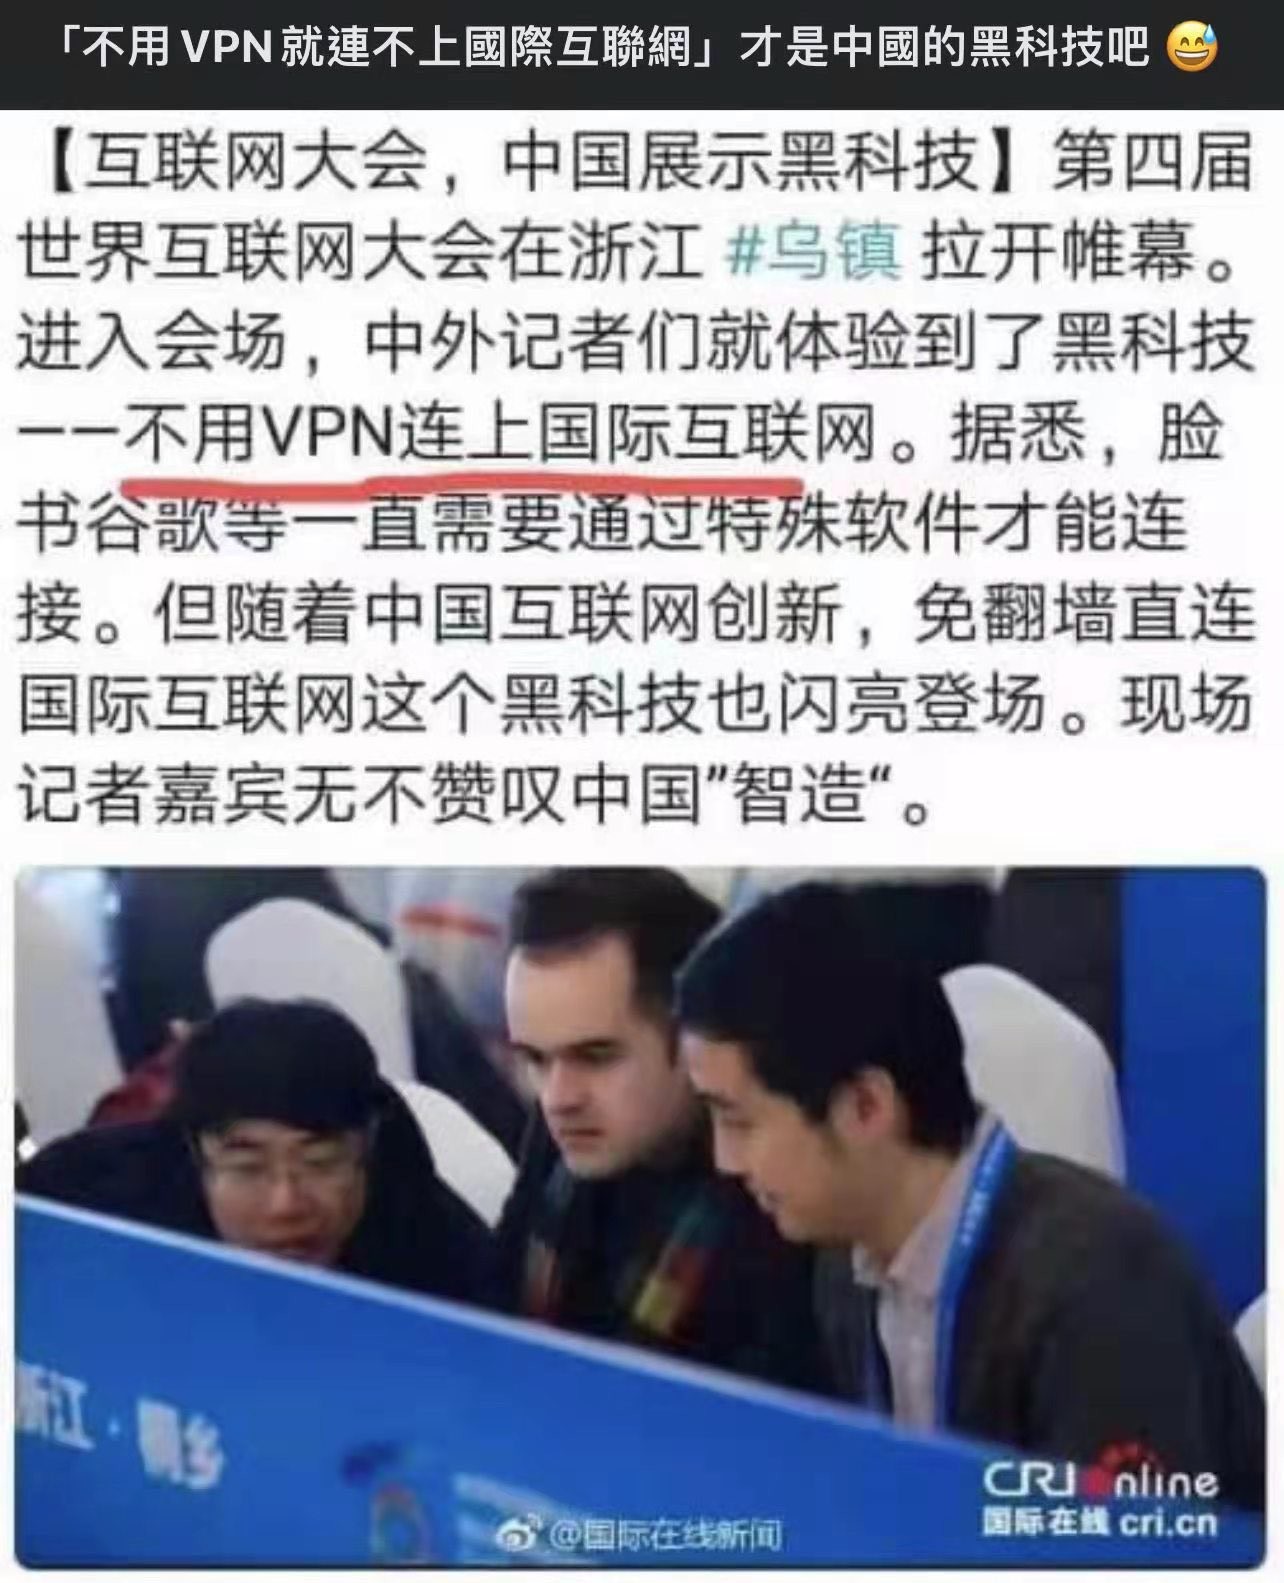 「不用VPN就連不上國際互聯網」才是中國的黑科技吧 😅
【互联网大会，中国展示黑科技】第四届
世界互联网大会在浙江 #乌镇 拉开帷幕。
进入会场，中外记者们就体验到了黑科技
——不用VPN连上国际互联网。据悉，脸
书谷歌等一直需要通过特殊软件才能连
接。但随着中国互联网创新，免翻墙直连
国际互联网这个黑科技也闪亮登场。现场
记者嘉宾无不赞叹中国”智造“。
浙江·桐乡
CRI Online
国际在线 cri.cn
@国际在线新闻